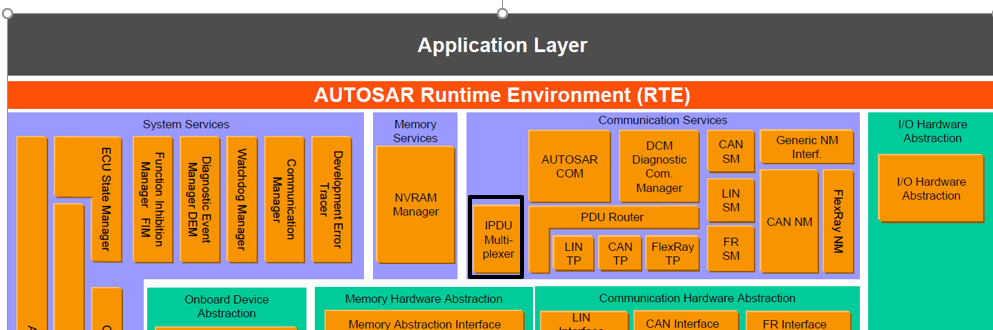 Application Layer
AUTOSAR Runtime Environment (RTE)
System Services
ECU State Manager
Function Inhibition
Manager FIM
Diagnostic Event
Manager DEM
Watchdog Manager
Communication
Manager
Development Error
Tracer
Memory
Services
NVRAM
Manager
Communication Services
IPDU
Multi-
plexer
AUTOSAR
COM
DCM
Diagnostic
Com.
Manager
PDU Router
LIN
TP
CAN
TP
FlexRay
TP
CAN
SM
LIN
SM
FR
SM
Generic NM
Interf.
CAN NM
FlexRay NM
I/O Hardware
Abstraction
I/O Hardware
Abstraction
Onboard Device
Abstraction
Memory Hardware Abstraction
Memory Abstraction Interface
Communication Hardware Abstraction
LIN
Interface
CAN Interface
FR Interface